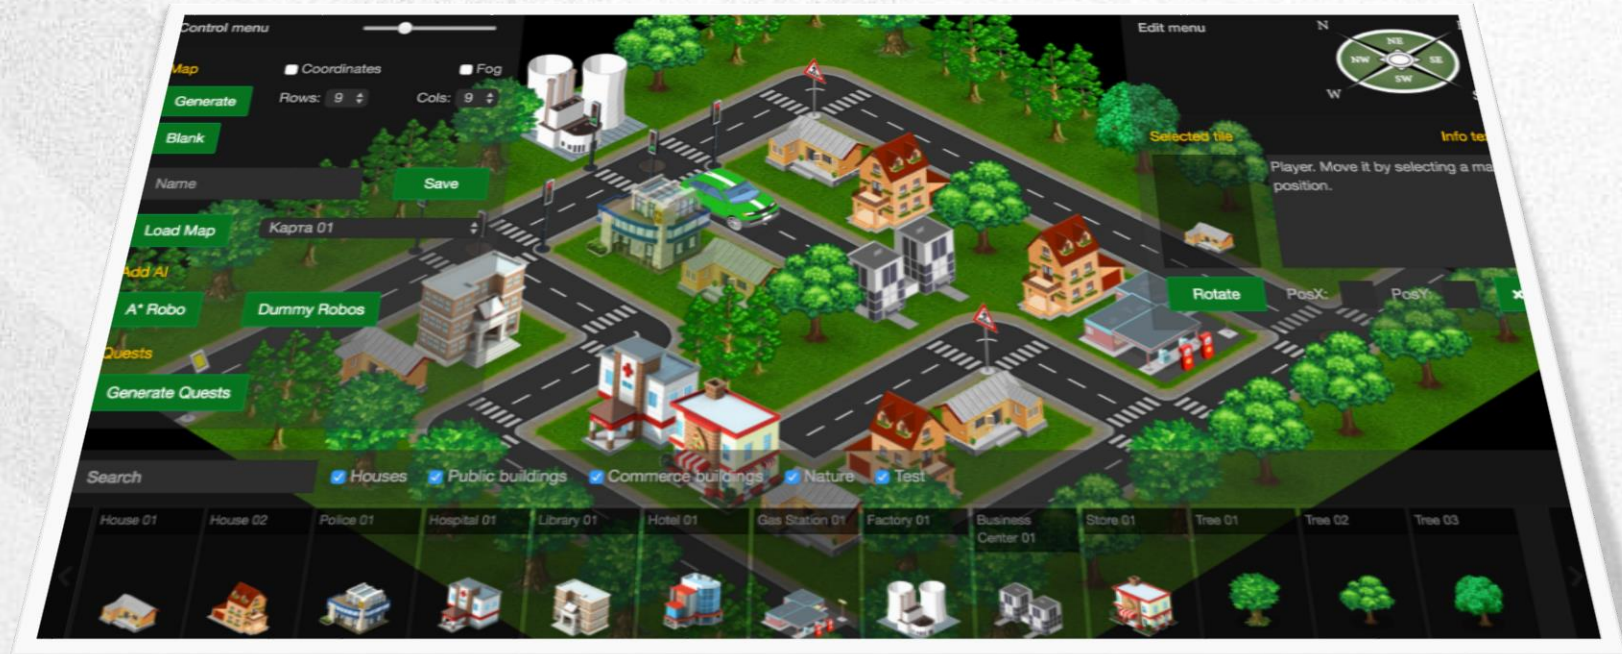 Control menu
Map
Coordinates
Fog
Generate
Rows: 9
Cols: 9
Blank
Name
Save
Load Map
Карта 01
Add AI
A* Robo
Dummy Robos
Quests
Generate Quests
Edit menu
N
NE
NW
SE
SW
W
Selected tile
Info te
Player. Move it by selecting a ma
position.
Rotate
PosX:
PosY:
x
Search
Houses
Public buildings
Commerce buildings
Nature
Test
House 01
House 02
Police 01
Hospital 01
Library 01
Hotel 01
Gas Station 01
Factory 01
Business
Center 01
Store 01
Tree 01
Tree 02
Tree 03